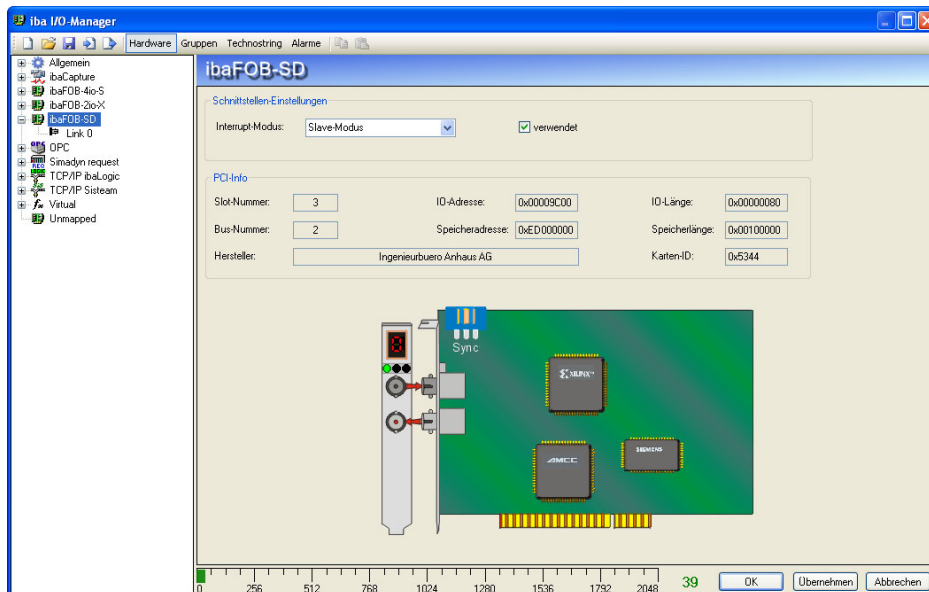 iba I/O-Manager
Hardware Gruppen Technostring Alarme
Allgemein
ibaCapture
ibaFOB-4io-S
ibaFOB-2io-X
ibaFOB-SD
Link 0
OPC
Simadyn request
TCP/IP ibaLogic
TCP/IP Sisteam
Virtual
Unmapped
ibaFOB-SD
Schnittstellen-Einstellungen
Interrupt-Modus: Slave-Modus verwendet
PCI-Info
Slot-Nummer: 3 IO-Adresse: 0x00009C00 IO-Länge: 0x00000080
Bus-Nummer: 2 Speicheradresse: 0xED000000 Speicherlänge: 0x00100000
Hersteller: Ingenieurbuero Anhaus AG Karten-ID: 0x5344
Sync
XILINX
AMCC
SIEMENS
0 256 512 768 1024 1280 1536 1792 2048
39
OK Übernehmen Abbrechen